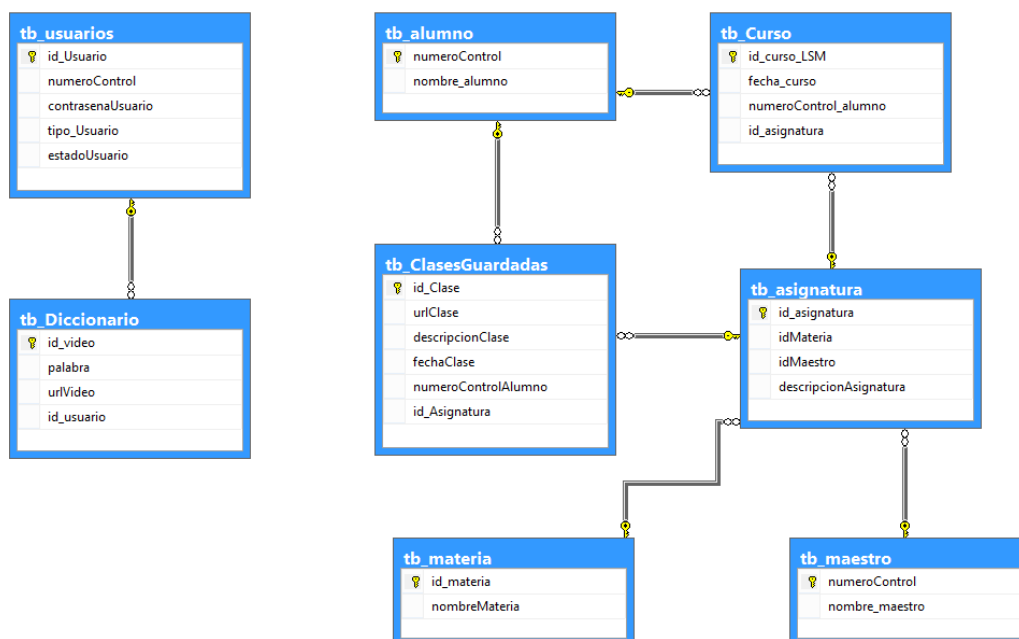 tb_usuarios
id_Usuario
numeroControl
contrasenaUsuario
tipo_Usuario
estadoUsuario
tb_alumno
numeroControl
nombre_alumno
tb_Curso
id_curso_LSM
fecha_curso
numeroControl_alumno
id_asignatura
tb_Diccionario
id_video
palabra
urlVideo
id_usuario
tb_ClasesGuardadas
id_Clase
urlClase
descripcionClase
fechaClase
numeroControlAlumno
id_Asignatura
tb_asignatura
id_asignatura
idMateria
idMaestro
descripcionAsignatura
tb_materia
id_materia
nombreMateria
tb_maestro
numeroControl
nombre_maestro